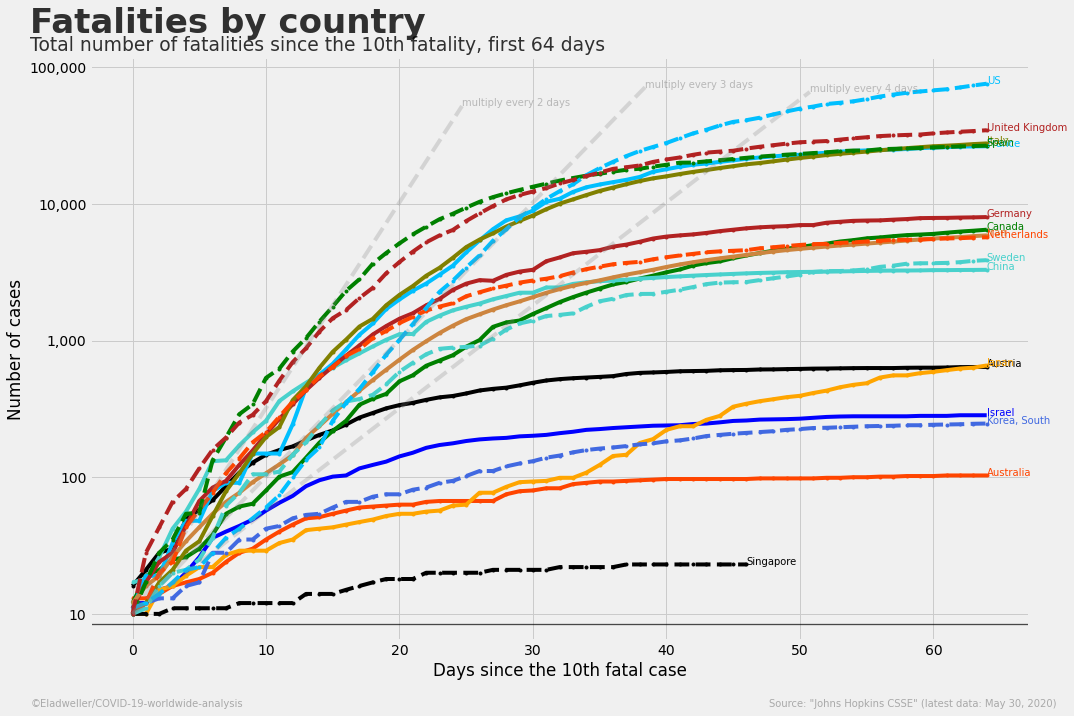 Fatalities by country
Total number of fatalities since the 10th fatality, first 64 days
100,000
10,000
1,000
100
10
Number of cases
multiply every 2 days
multiply every 3 days
multiply every 4 days
US
United Kingdom
Italy
Spain
France
Germany
Canada
Netherlands
Sweden
China
Austria
Israel
Korea, South
Australia
Singapore
0
10
20
30
40
50
60
Days since the 10th fatal case
©Eladweller/COVID-19-worldwide-analysis
Source: "Johns Hopkins CSSE" (latest data: May 30, 2020)